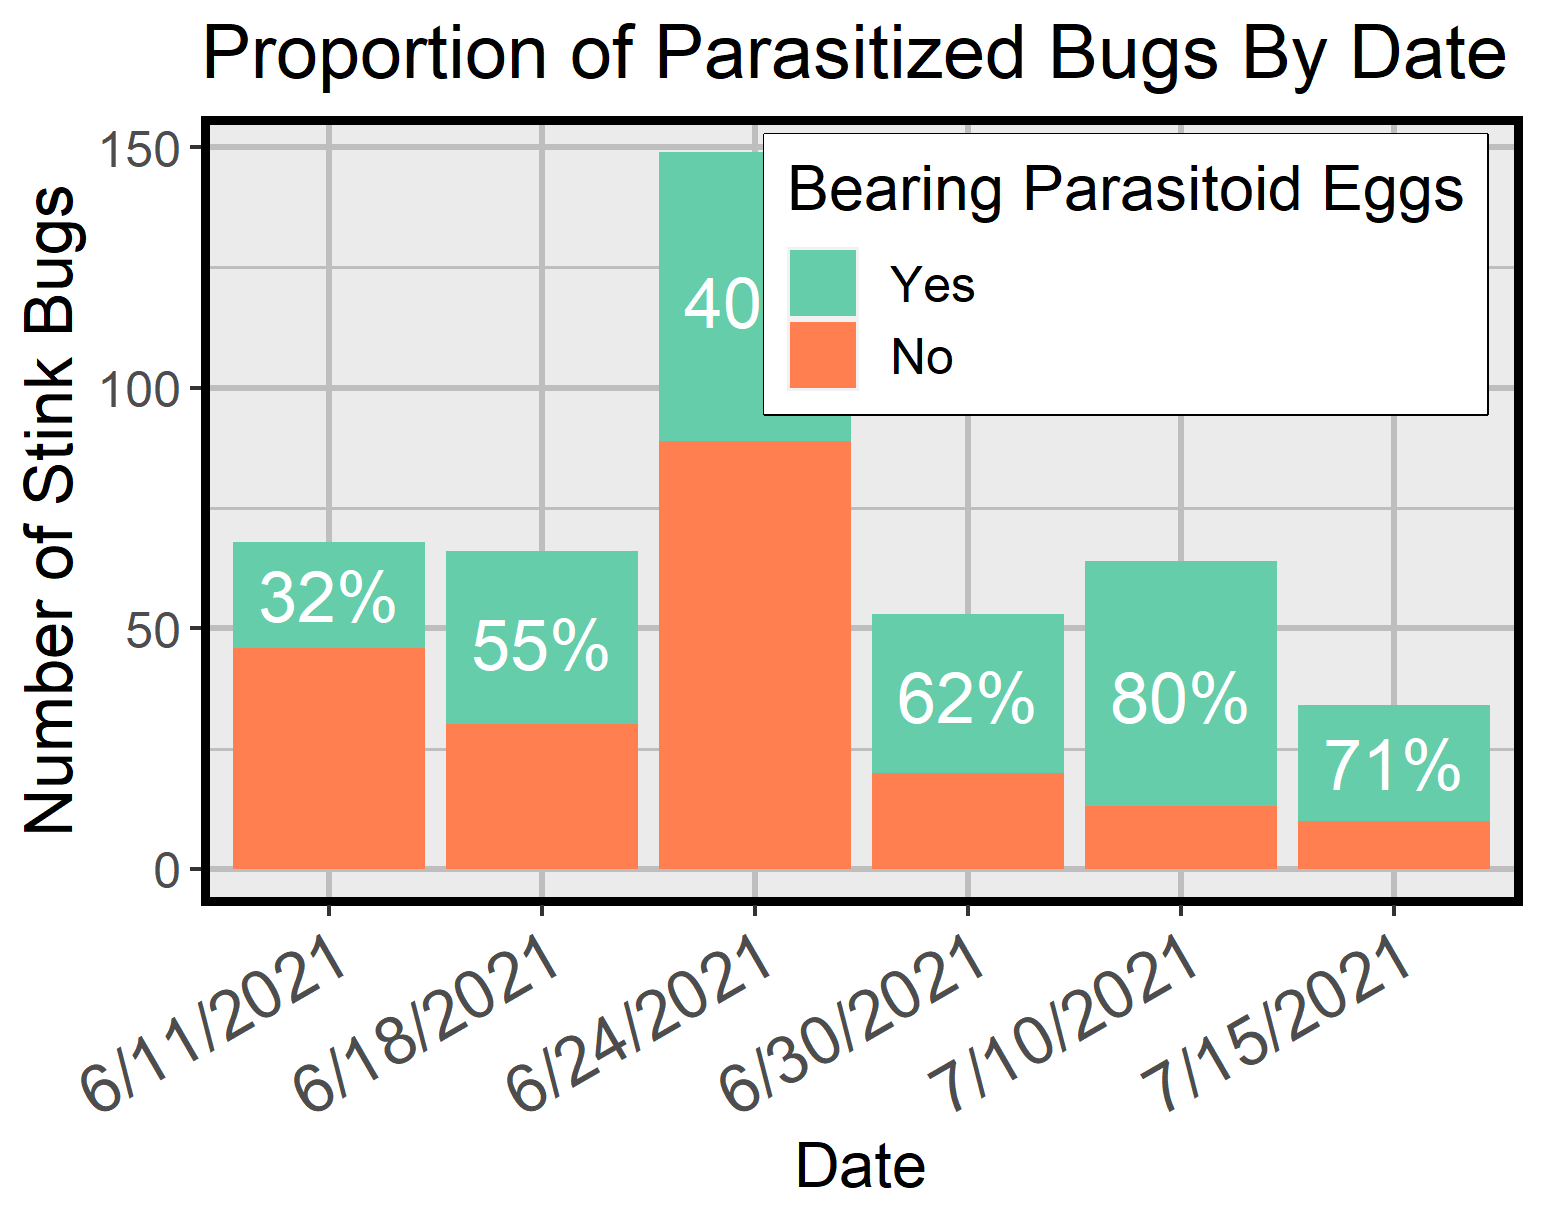 Proportion of Parasitized Bugs By Date
Number of Stink Bugs
150
100
50
0
Bearing Parasitoid Eggs
Yes
No
32%
55%
40
62%
80%
71%
6/11/2021
6/18/2021
6/24/2021
6/30/2021
7/10/2021
7/15/2021
Date